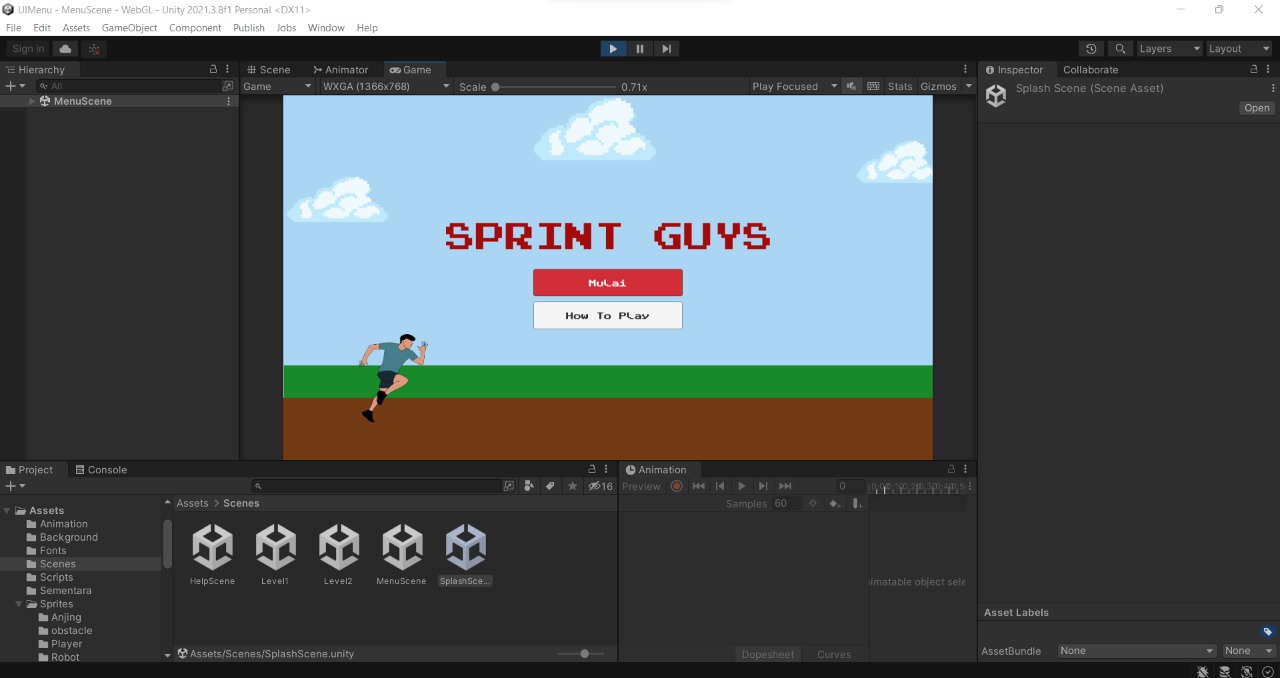 UIMenu - MenuScene - WebGL - Unity 2021.3.8f1 Personal <DX11>
File Edit Assets GameObject Component Publish Jobs Window Help
Sign in Layers Layout
Hierarchy Scene Animator Game Inspector Collaborate
All Game WXGA (1366x768) Scale 0.71x Play Focused Stats Gizmos
MenuScene
Splash Scene (Scene Asset)
Open
SPRINT GUYS
Mulai
How To Play
Project Console Animation
16 Preview 0
Samples 60
Assets > Scenes
Assets
Animation
Background
Fonts
Scenes
Scripts
Sementara
Sprites
Anjing
obstacle
Player
Robot
HelpScene Level1 Level2 MenuScene SplashSce...
imatable object sele
Assets/Scenes/SplashScene.unity
Dopesheet Curves
Asset Labels
AssetBundle None None